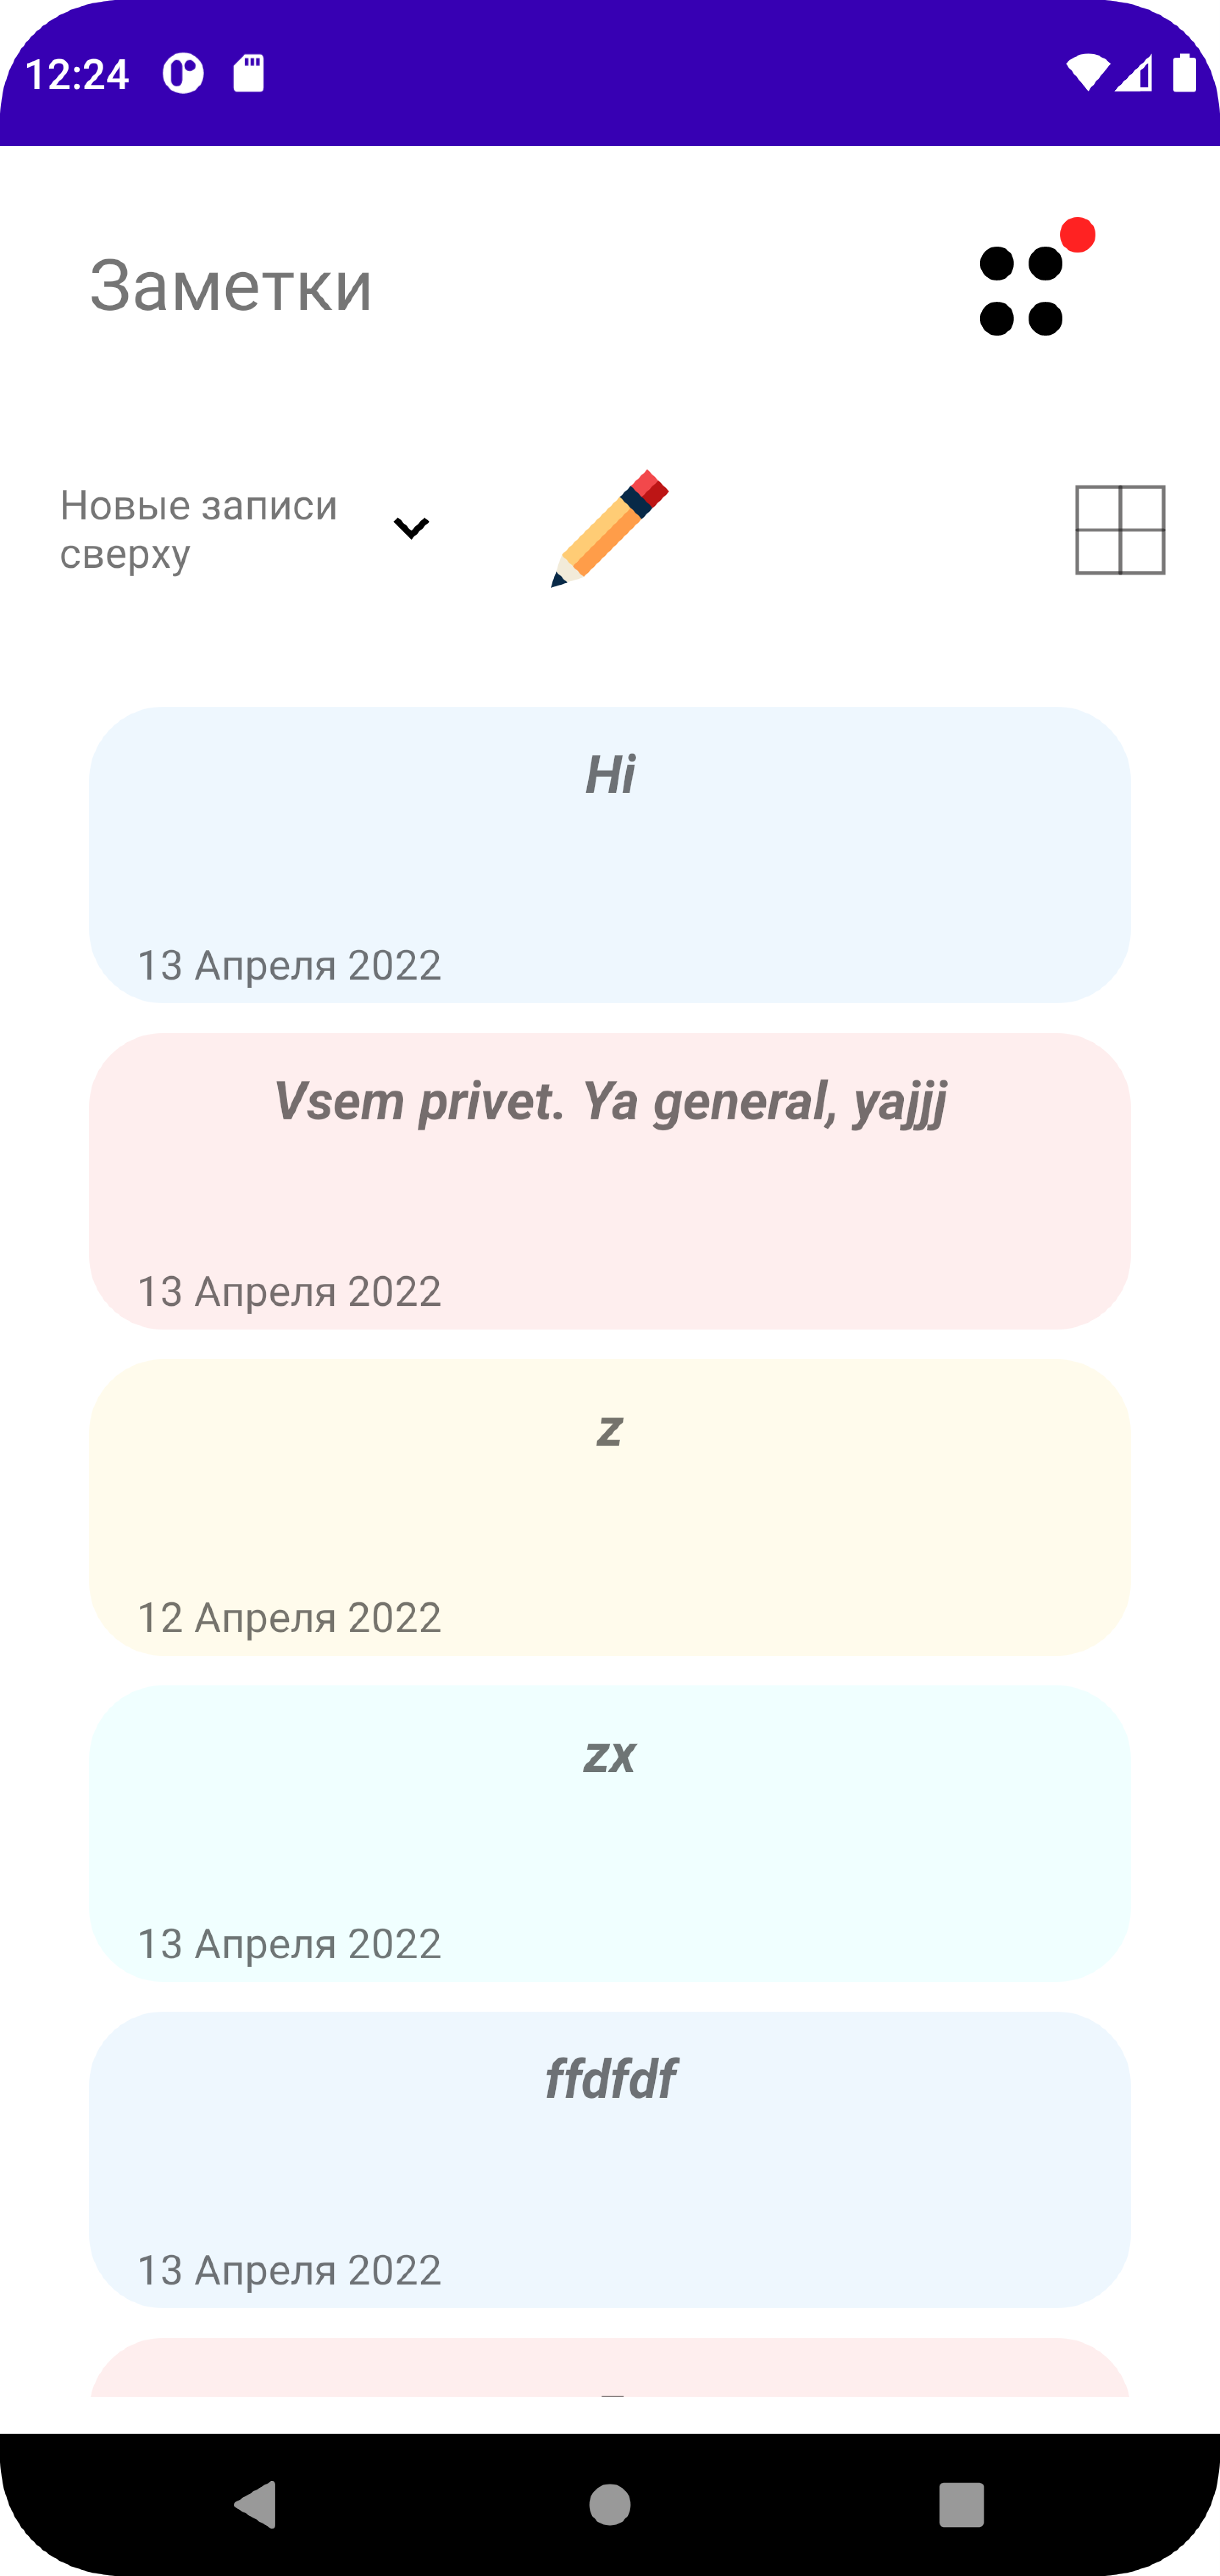 12:24
Заметки
Новые записи
сверху
Hi
13 Апреля 2022
Vsem privet. Ya general, yajjj
13 Апреля 2022
z
12 Апреля 2022
zx
13 Апреля 2022
ffdfdf
13 Апреля 2022